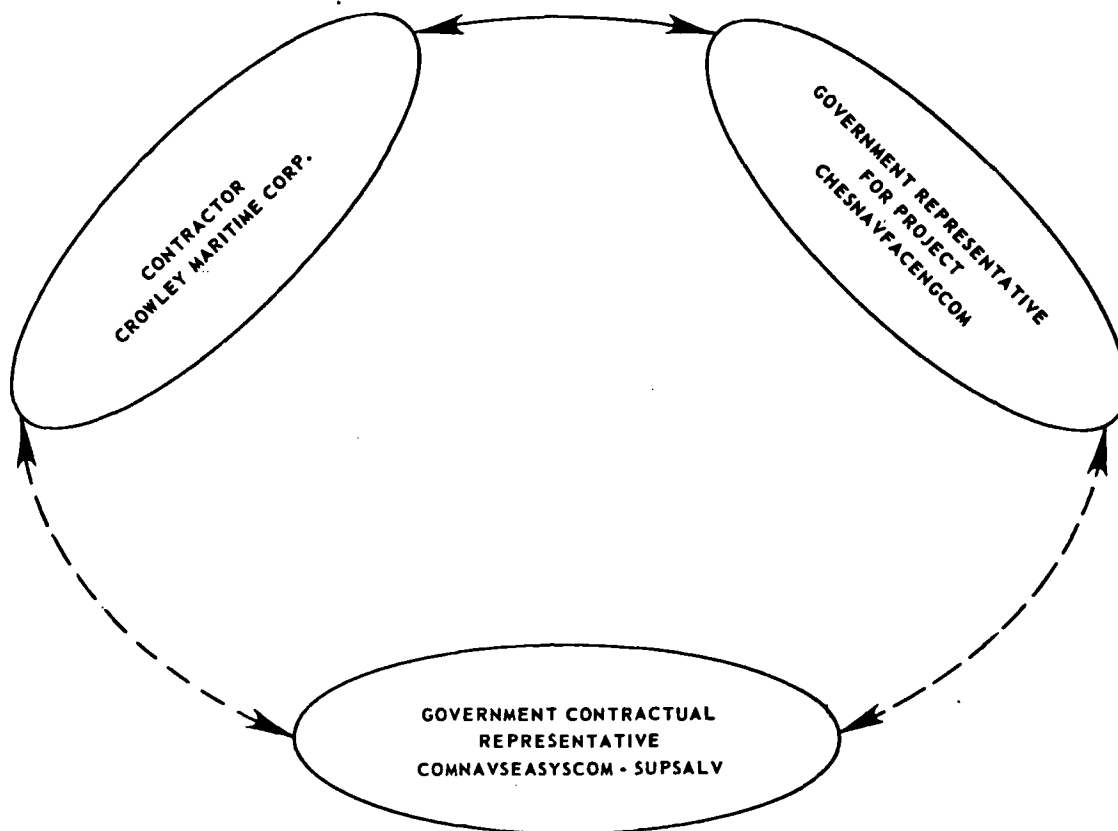 CONTRACTOR
CROWLEY MARITIME CORP.
GOVERNMENT REPRESENTATIVE
FOR PROJECT
CHESNAVFACENGCOM
GOVERNMENT CONTRACTUAL
REPRESENTATIVE
COMNAVSEASYSCOM - SUPSALV